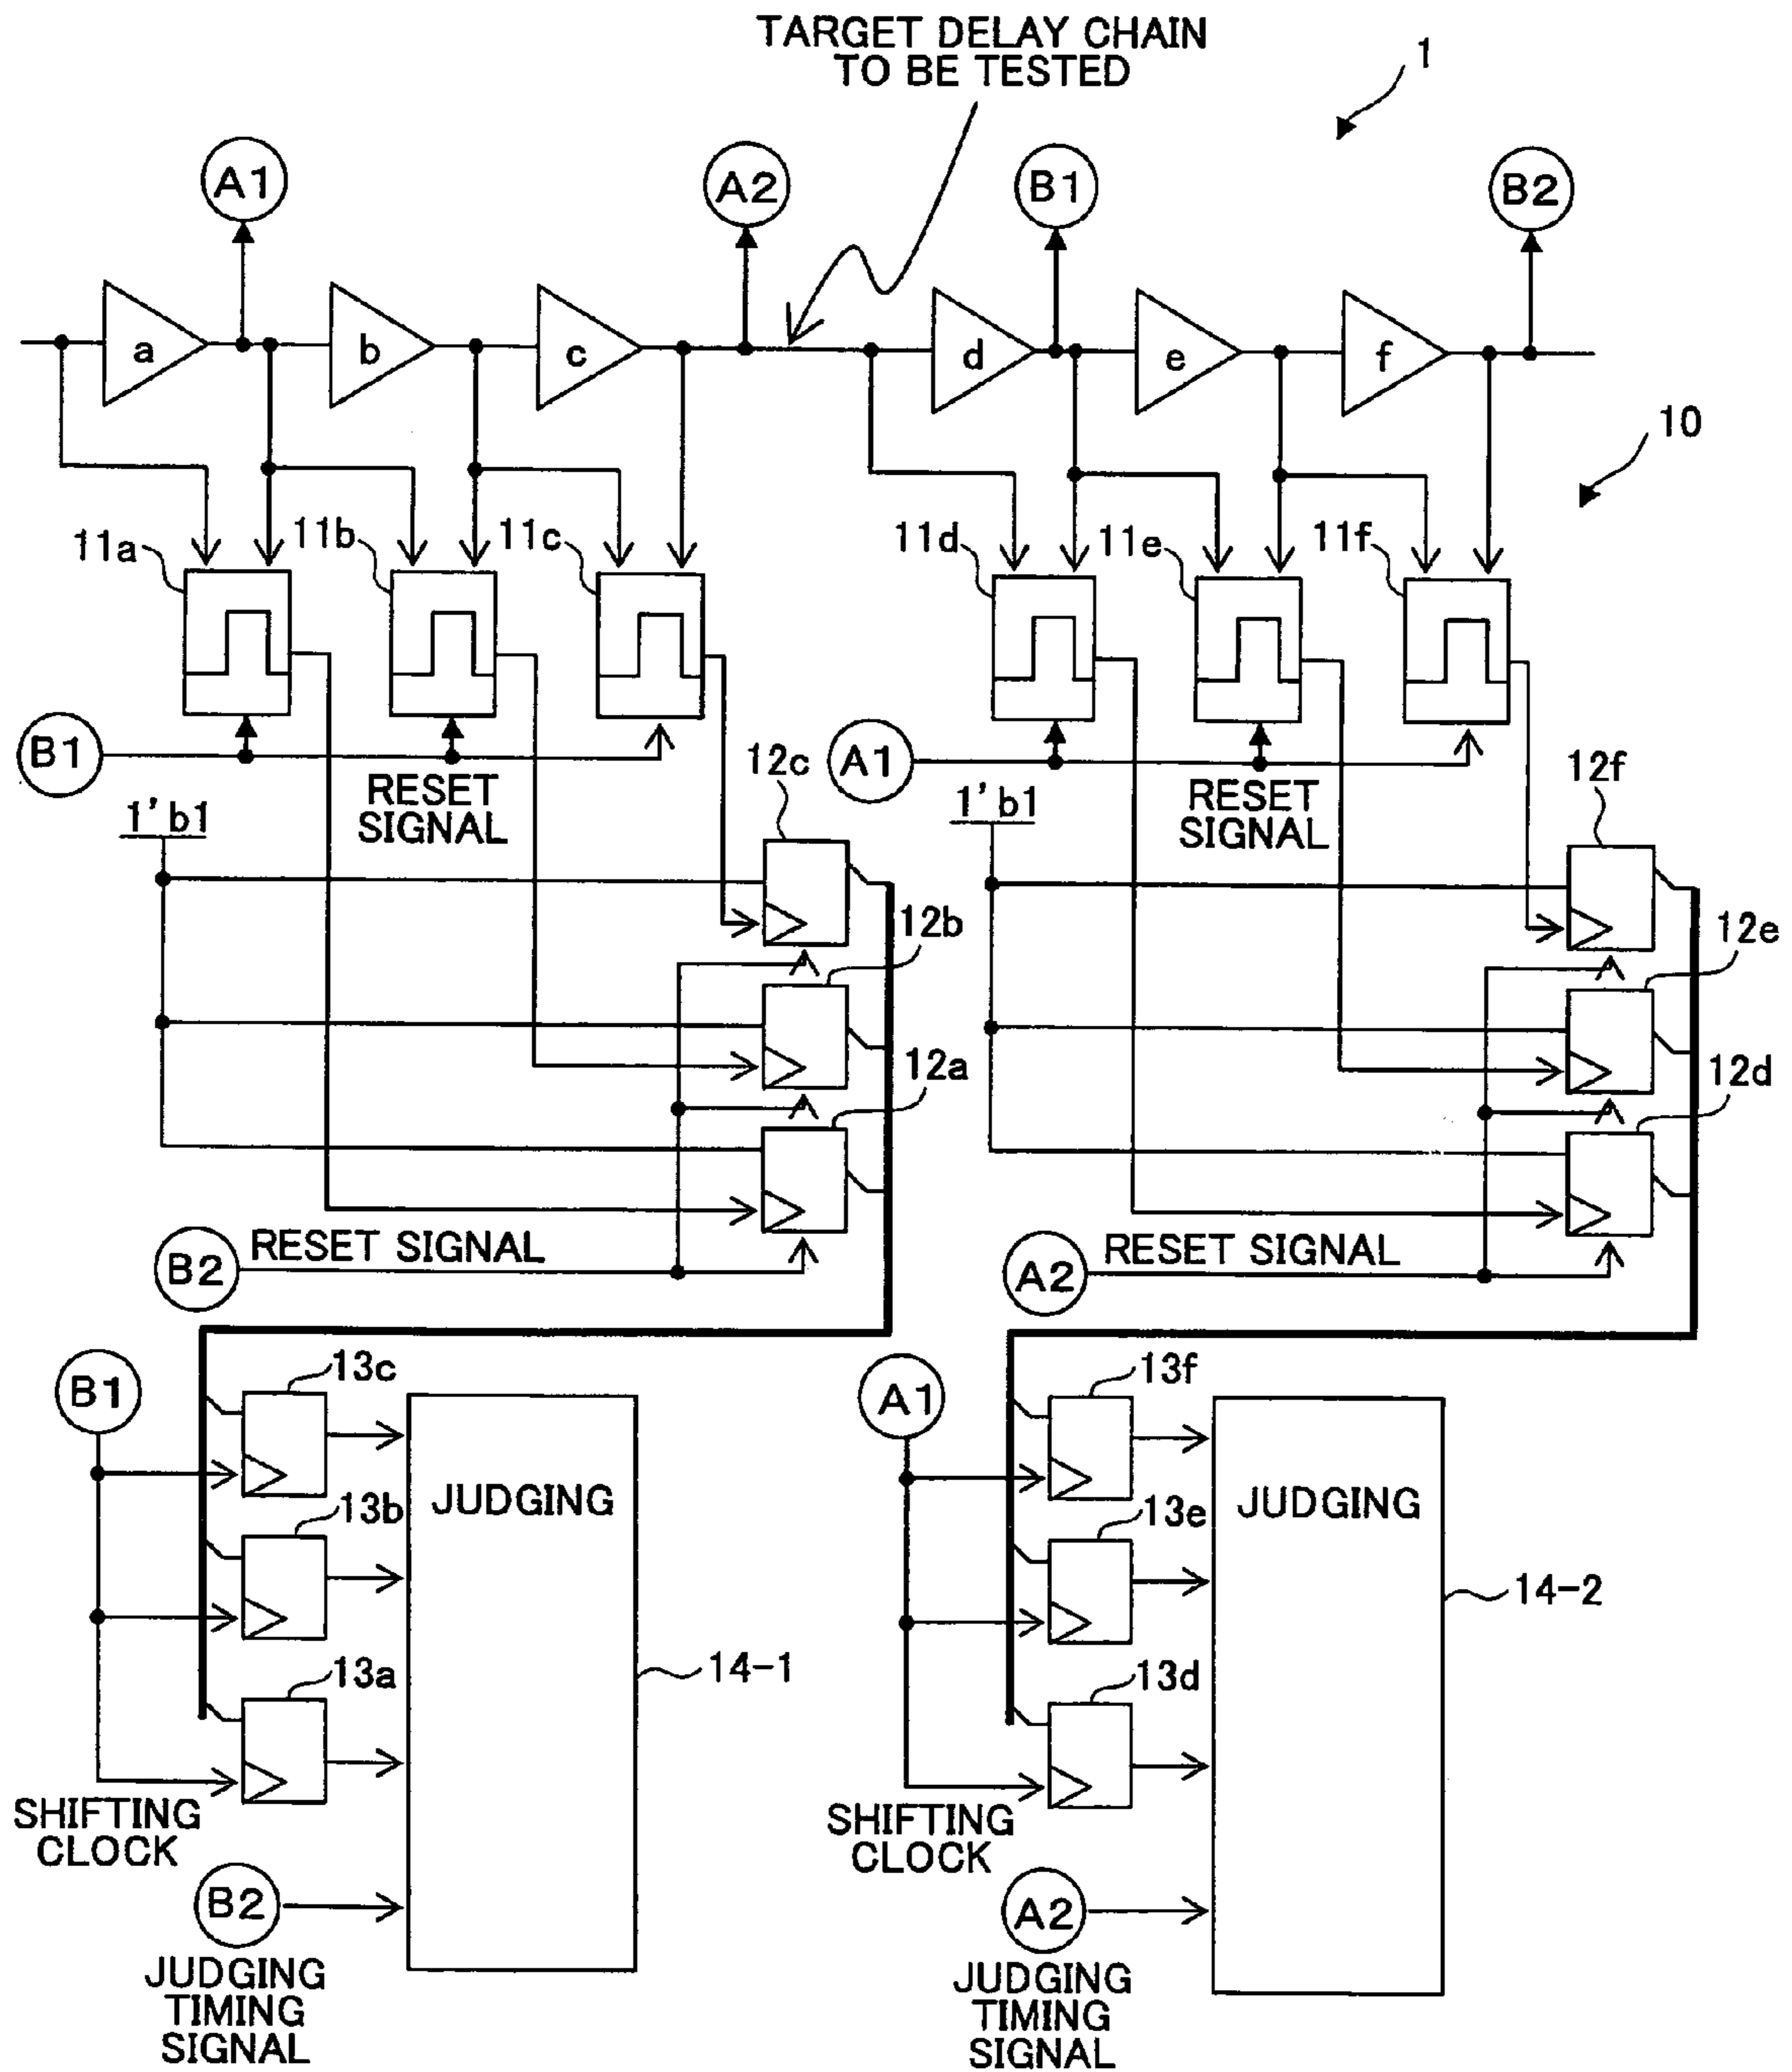 TARGET DELAY CHAIN
TO BE TESTED
1
A1
A2
B1
B2
a
b
c
d
e
f
10
11a
11b
11c
11d
11e
11f
B1
RESET
SIGNAL
12c
A1
RESET
SIGNAL
12f
1'b1
1'b1
12b
12e
12a
12d
B2
RESET SIGNAL
A2
RESET SIGNAL
B1
13c
A1
13f
JUDGING
JUDGING
13b
13e
14-1
14-2
13a
13d
SHIFTING
CLOCK
SHIFTING
CLOCK
B2
A2
JUDGING
TIMING
SIGNAL
JUDGING
TIMING
SIGNAL